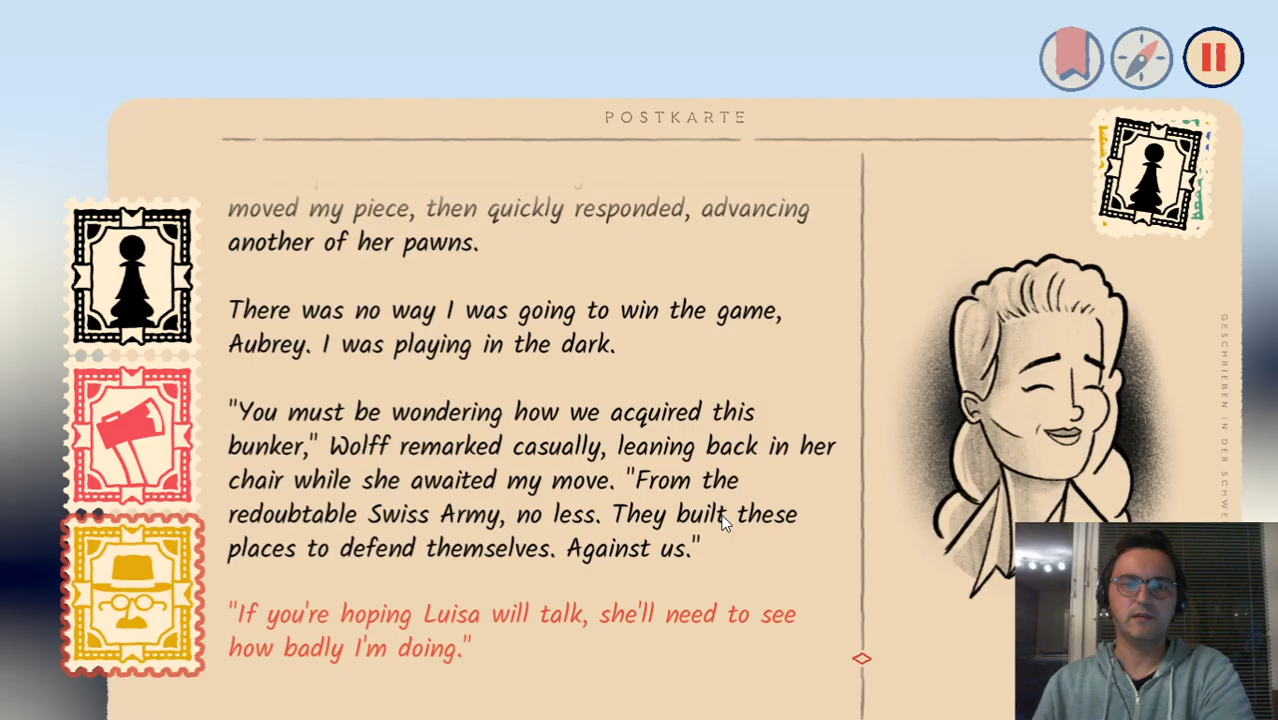 POSTKARTE
moved my piece, then quickly responded, advancing
another of her pawns.
There was no way I was going to win the game,
Aubrey. I was playing in the dark.
"You must be wondering how we acquired this
bunker," Wolff remarked casually, leaning back in her
chair while she awaited my move. "From the
redoubtable Swiss Army, no less. They built these
places to defend themselves. Against us."
"If you're hoping Luisa will talk, she'll need to see
how badly I'm doing."
GESCHRIEBEN IN DER SCHWE